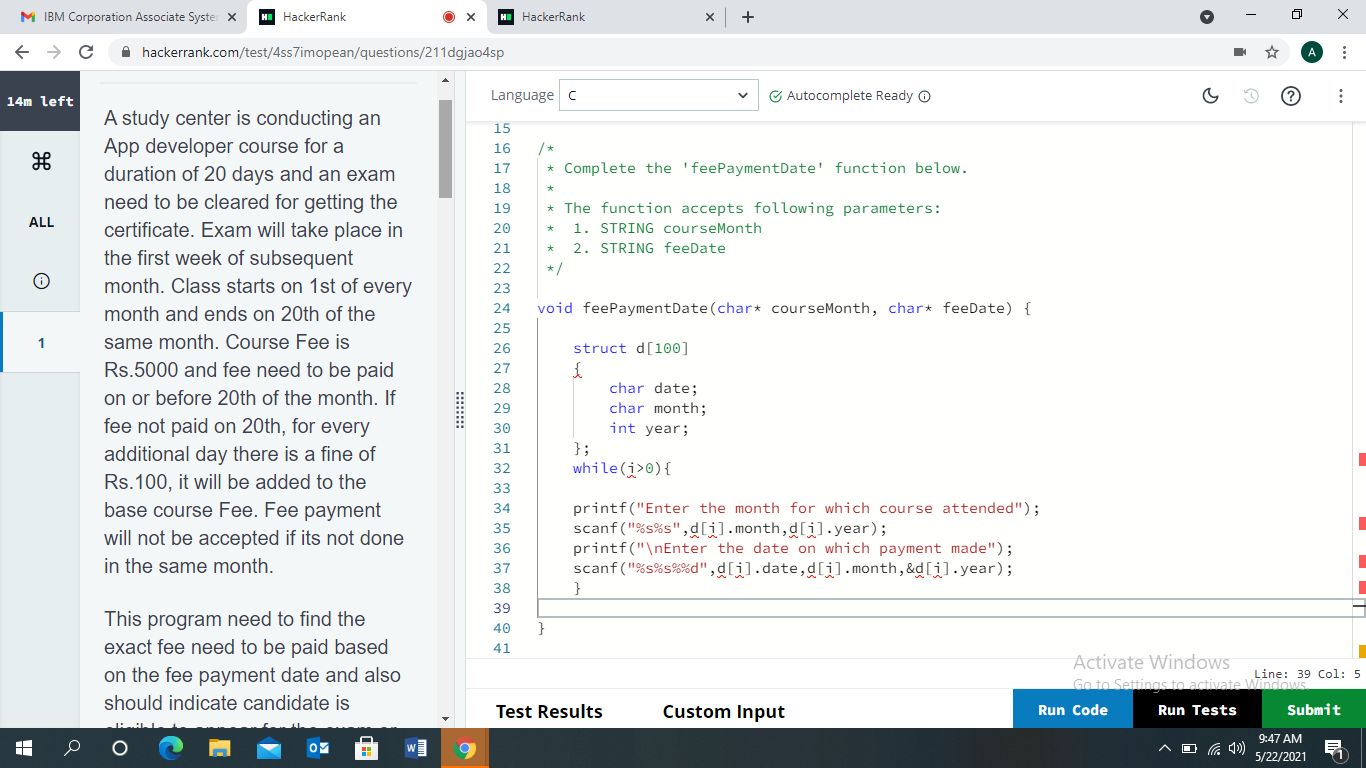 IBM Corporation Associate Syster
HackerRank
HackerRank
hackerrank.com/test/4ss7imopean/questions/211dgjao4sp
A
14m left
ALL
1
A study center is conducting an
App developer course for a
duration of 20 days and an exam
need to be cleared for getting the
certificate. Exam will take place in
the first week of subsequent
month. Class starts on 1st of every
month and ends on 20th of the
same month. Course Fee is
Rs.5000 and fee need to be paid
on or before 20th of the month. If
fee not paid on 20th, for every
additional day there is a fine of
Rs.100, it will be added to the
base course Fee. Fee payment
will not be accepted if its not done
in the same month.
This program need to find the
exact fee need to be paid based
on the fee payment date and also
should indicate candidate is
Language C Autocomplete Ready
15
16 /*
17 * Complete the 'feePaymentDate' function below.
18 *
19 * The function accepts following parameters:
20 * 1. STRING courseMonth
21 * 2. STRING feeDate
22 */
23
24 void feePaymentDate(char* courseMonth, char* feeDate) {
25
26 struct d[100]
27 {
28 char date;
29 char month;
30 int year;
31 };
32 while(i>0){
33
34 printf("Enter the month for which course attended");
35 scanf("%s%s",d[i].month,d[i].year);
36 printf("\nEnter the date on which payment made");
37 scanf("%s%s%%d",d[i].date,d[i].month,&d[i].year);
38 }
39
40 }
41
Activate Windows
Go to Settings to activate Windows.
Line: 39 Col: 5
Test Results
Custom Input
Run Code
Run Tests
Submit
9:47 AM
5/22/2021
1